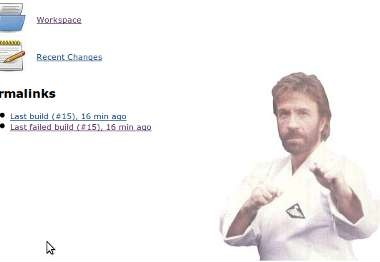 Workspace
Recent Changes
rmalinks
Last build (#15), 16 min ago
Last failed build (#15), 16 min ago